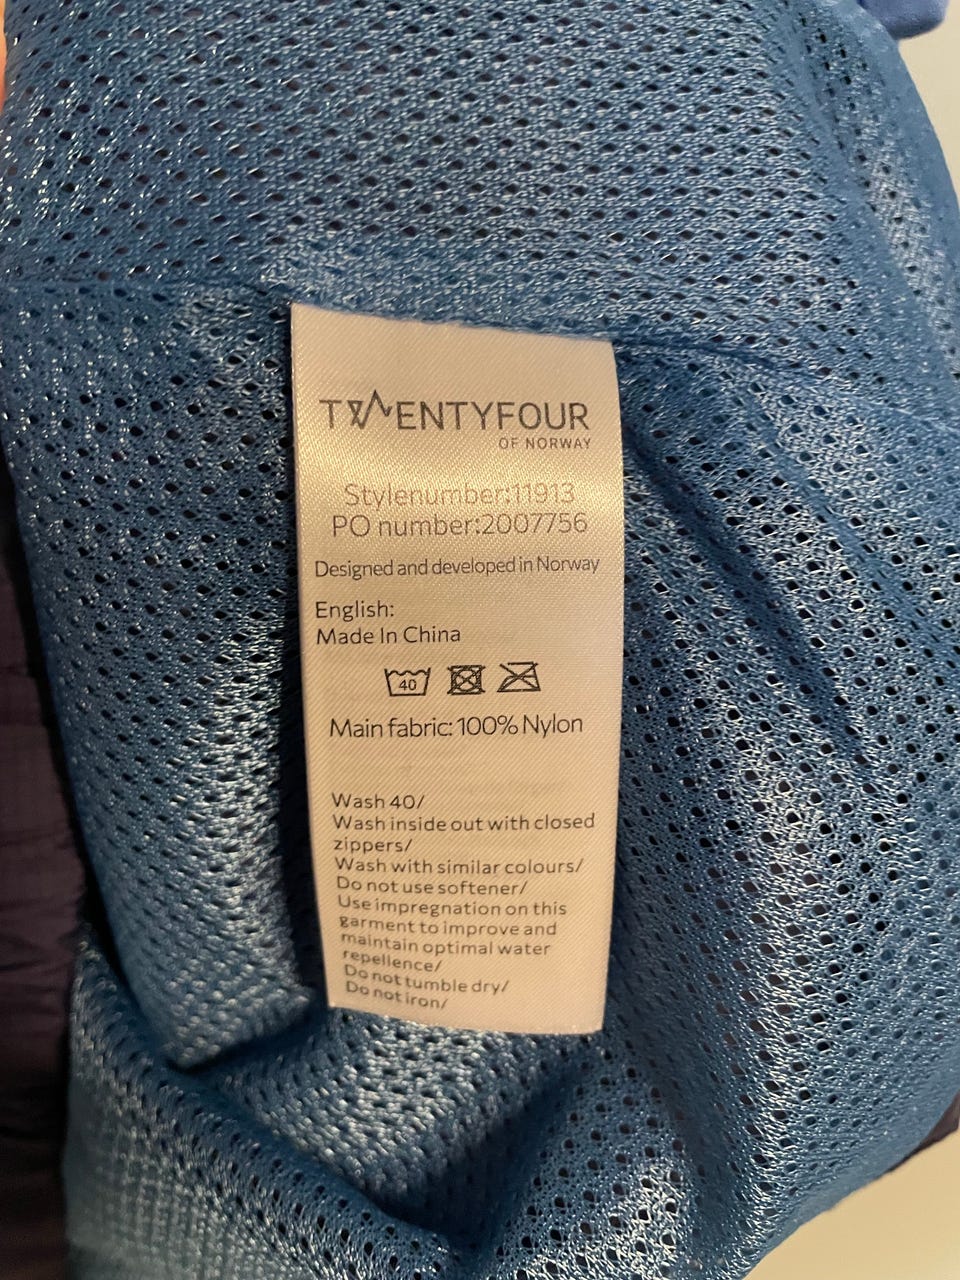 TWENTYFOUR
OF NORWAY
Stylenumber:11913
PO number:2007756
Designed and developed in Norway
English:
Made In China
40
Main fabric: 100% Nylon
Wash 40/
Wash inside out with closed
zippers/
Wash with similar colours/
Do not use softener/
Use impregnation on this
garment to improve and
maintain optimal water
repellence/
Do not tumble dry/
Do not iron/